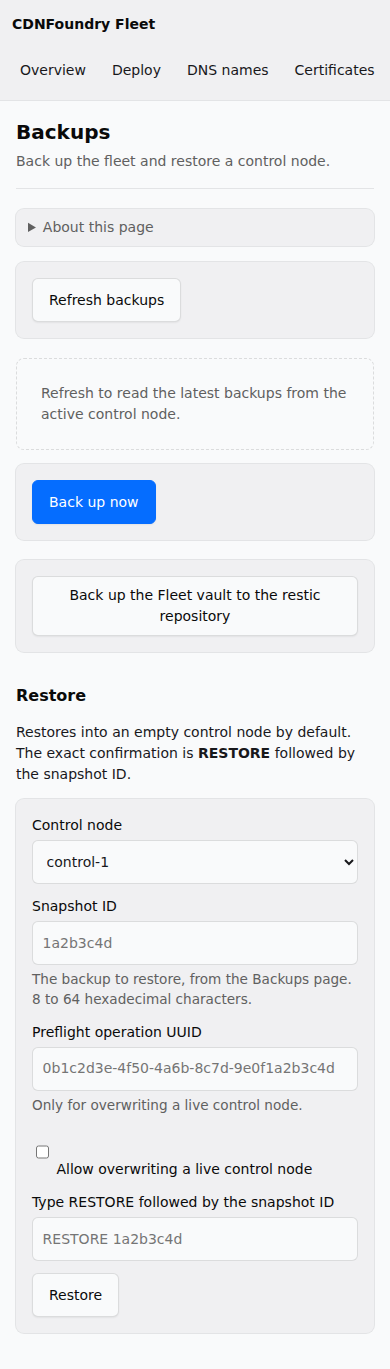 CDNFoundry Fleet
Overview
Deploy
DNS names
Certificates
Backups
Back up the fleet and restore a control node.
About this page
Refresh backups
Refresh to read the latest backups from the
active control node.
Back up now
Back up the Fleet vault to the restic
repository
Restore
Restores into an empty control node by default.
The exact confirmation is RESTORE followed by
the snapshot ID.
Control node
control-1
Snapshot ID
1a2b3c4d
The backup to restore, from the Backups page.
8 to 64 hexadecimal characters.
Preflight operation UUID
0b1c2d3e-4f50-4a6b-8c7d-9e0f1a2b3c4d
Only for overwriting a live control node.
Allow overwriting a live control node
Type RESTORE followed by the snapshot ID
RESTORE 1a2b3c4d
Restore